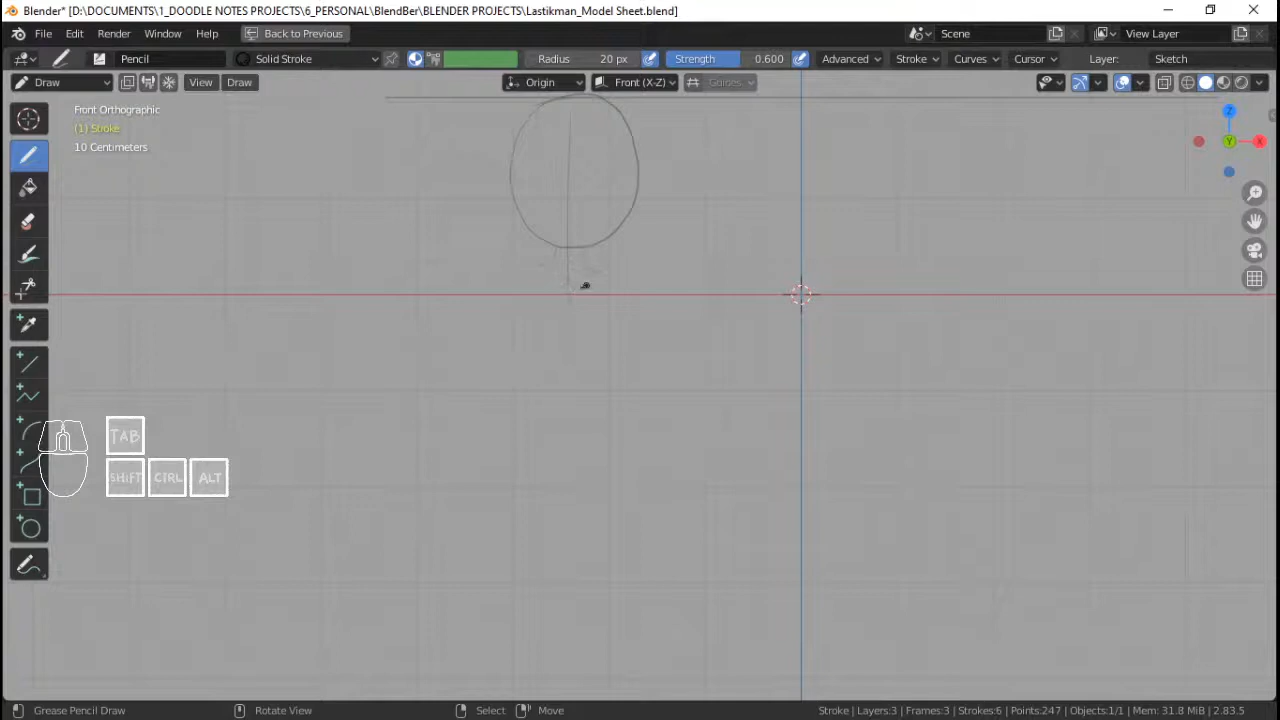 Blender* [D:\DOCUMENTS\1_DOODLE NOTES PROJECTS\6_PERSONAL\BlendBer\BLENDER PROJECTS\Lastikman_Model Sheet.blend]
File Edit Render Window Help Back to Previous Scene View Layer
Pencil Solid Stroke Radius 20 px Strength 0.600 Advanced Stroke Curves Cursor Layer: Sketch
Draw View Draw Origin Front (X-Z) Guides
Front Orthographic
(1) Stroke
10 Centimeters
Z
Y X
TAB
SHIFT CTRL ALT
Grease Pencil Draw Rotate View Select Move Stroke | Layers:3 | Frames:3 | Strokes:6 | Points:247 | Objects:1/1 | Mem: 31.8 MiB | 2.83.5